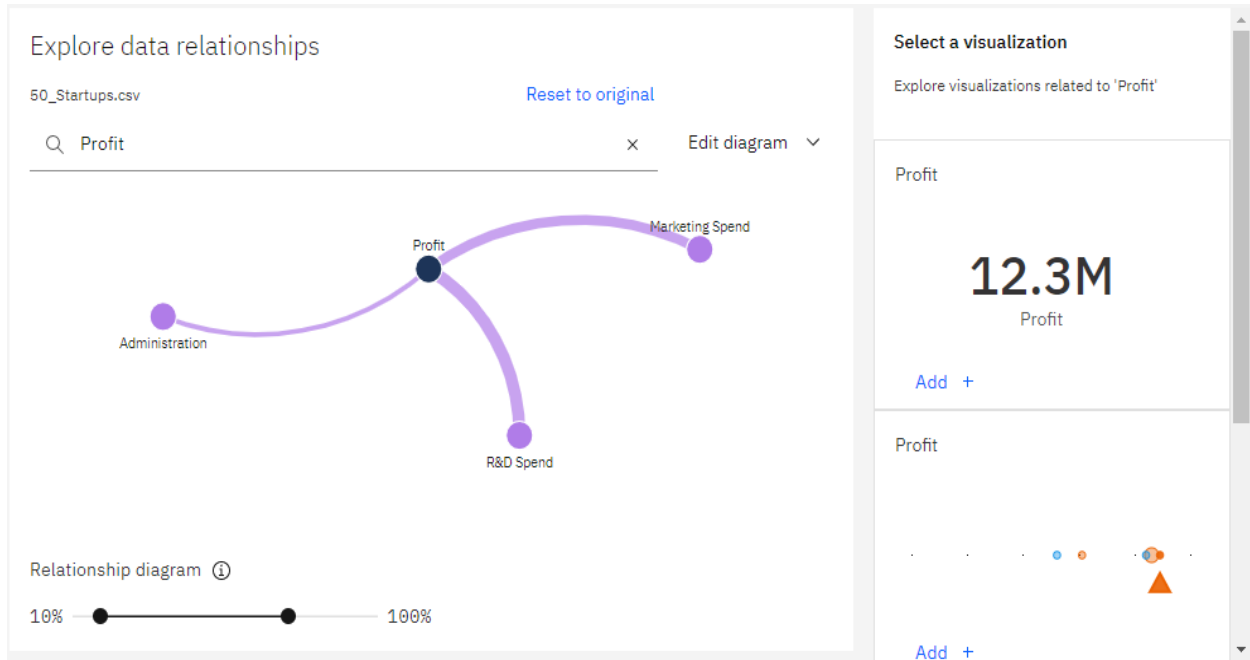 Explore data relationships
50_Startups.csv
Reset to original
Profit
Edit diagram
Marketing Spend
Profit
Administration
R&D Spend
Relationship diagram
10%
100%
Select a visualization
Explore visualizations related to 'Profit'
Profit
12.3M
Profit
Add +
Profit
Add +